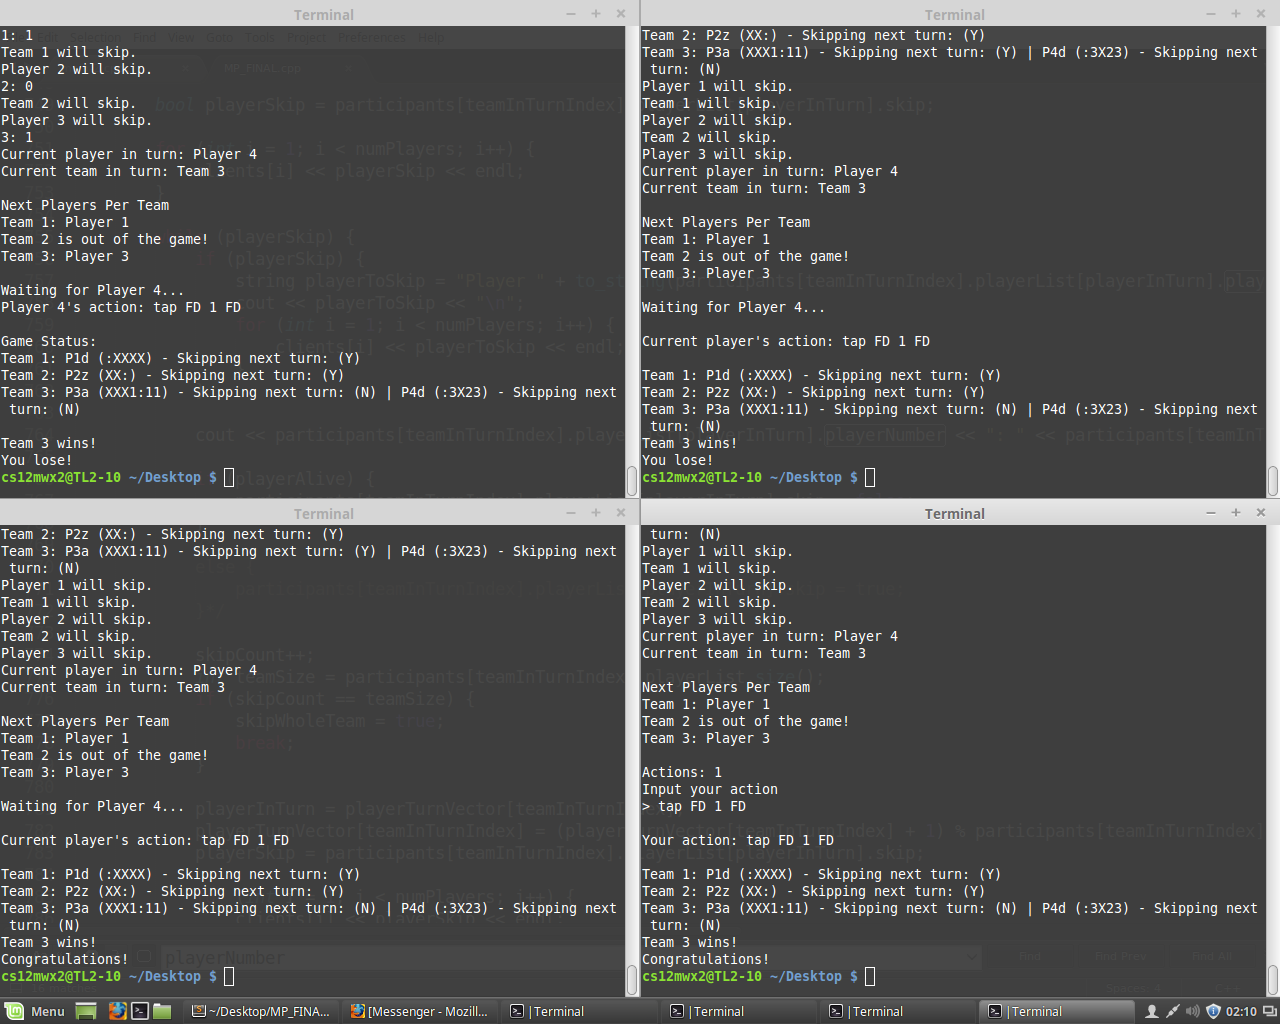 Terminal
1: 1
Team 1 will skip.
Player 2 will skip.
2: 0
Team 2 will skip.
Player 3 will skip.
3: 1
Current player in turn: Player 4
Current team in turn: Team 3
Next Players Per Team
Team 1: Player 1
Team 2 is out of the game!
Team 3: Player 3
Waiting for Player 4...
Player 4's action: tap FD 1 FD
Game Status:
Team 1: P1d (:XXXX) - Skipping next turn: (Y)
Team 2: P2z (XX:) - Skipping next turn: (Y)
Team 3: P3a (XXX1:11) - Skipping next turn: (N) | P4d (:3X23) - Skipping next
turn: (N)
Team 3 wins!
You lose!
cs12mwx2@TL2-10 ~/Desktop $
Terminal
Team 2: P2z (XX:) - Skipping next turn: (Y)
Team 3: P3a (XXX1:11) - Skipping next turn: (Y) | P4d (:3X23) - Skipping next
turn: (N)
Player 1 will skip.
Team 1 will skip.
Player 2 will skip.
Team 2 will skip.
Player 3 will skip.
Current player in turn: Player 4
Current team in turn: Team 3
Next Players Per Team
Team 1: Player 1
Team 2 is out of the game!
Team 3: Player 3
Waiting for Player 4...
Current player's action: tap FD 1 FD
Team 1: P1d (:XXXX) - Skipping next turn: (Y)
Team 2: P2z (XX:) - Skipping next turn: (Y)
Team 3: P3a (XXX1:11) - Skipping next turn: (N) | P4d (:3X23) - Skipping next
turn: (N)
Team 3 wins!
You lose!
cs12mwx2@TL2-10 ~/Desktop $
Terminal
Team 2: P2z (XX:) - Skipping next turn: (Y)
Team 3: P3a (XXX1:11) - Skipping next turn: (Y) | P4d (:3X23) - Skipping next
turn: (N)
Player 1 will skip.
Team 1 will skip.
Player 2 will skip.
Team 2 will skip.
Player 3 will skip.
Current player in turn: Player 4
Current team in turn: Team 3
Next Players Per Team
Team 1: Player 1
Team 2 is out of the game!
Team 3: Player 3
Waiting for Player 4...
Current player's action: tap FD 1 FD
Team 1: P1d (:XXXX) - Skipping next turn: (Y)
Team 2: P2z (XX:) - Skipping next turn: (Y)
Team 3: P3a (XXX1:11) - Skipping next turn: (N) | P4d (:3X23) - Skipping next
turn: (N)
Team 3 wins!
Congratulations!
cs12mwx2@TL2-10 ~/Desktop $
Terminal
turn: (N)
Player 1 will skip.
Team 1 will skip.
Player 2 will skip.
Team 2 will skip.
Player 3 will skip.
Current player in turn: Player 4
Current team in turn: Team 3
Next Players Per Team
Team 1: Player 1
Team 2 is out of the game!
Team 3: Player 3
Actions: 1
Input your action
> tap FD 1 FD
Your action: tap FD 1 FD
Team 1: P1d (:XXXX) - Skipping next turn: (Y)
Team 2: P2z (XX:) - Skipping next turn: (Y)
Team 3: P3a (XXX1:11) - Skipping next turn: (N) | P4d (:3X23) - Skipping next
turn: (N)
Team 3 wins!
Congratulations!
cs12mwx2@TL2-10 ~/Desktop $
Menu
~/Desktop/MP_FINA...
[Messenger - Mozill...
|Terminal
|Terminal
|Terminal
|Terminal
02:10